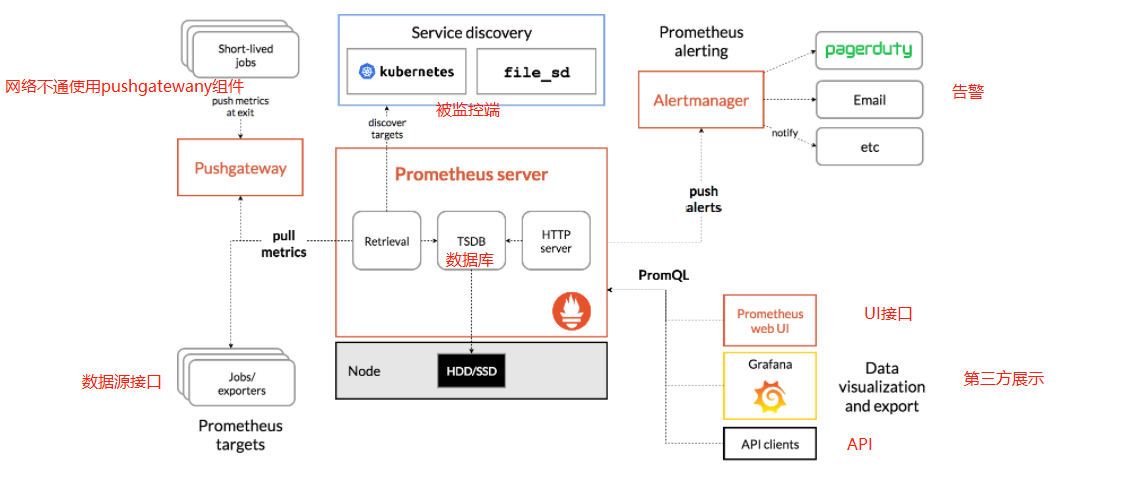 Short-lived
jobs
网络不通使用pushgatewany组件
push metrics
at exit
Pushgateway
Service discovery
kubernetes
file_sd
被监控端
discover
targets
Prometheus
alerting
Alertmanager
pagerduty
Email
告警
notify
etc
push
alerts
Prometheus server
Retrieval
TSDB
数据库
HTTP
server
pull
metrics
PromQL
Node
HDD/SSD
数据源接口
Jobs/
exporters
Prometheus
targets
Prometheus
web UI
UI接口
Grafana
Data
visualization
and export
第三方展示
API clients
API